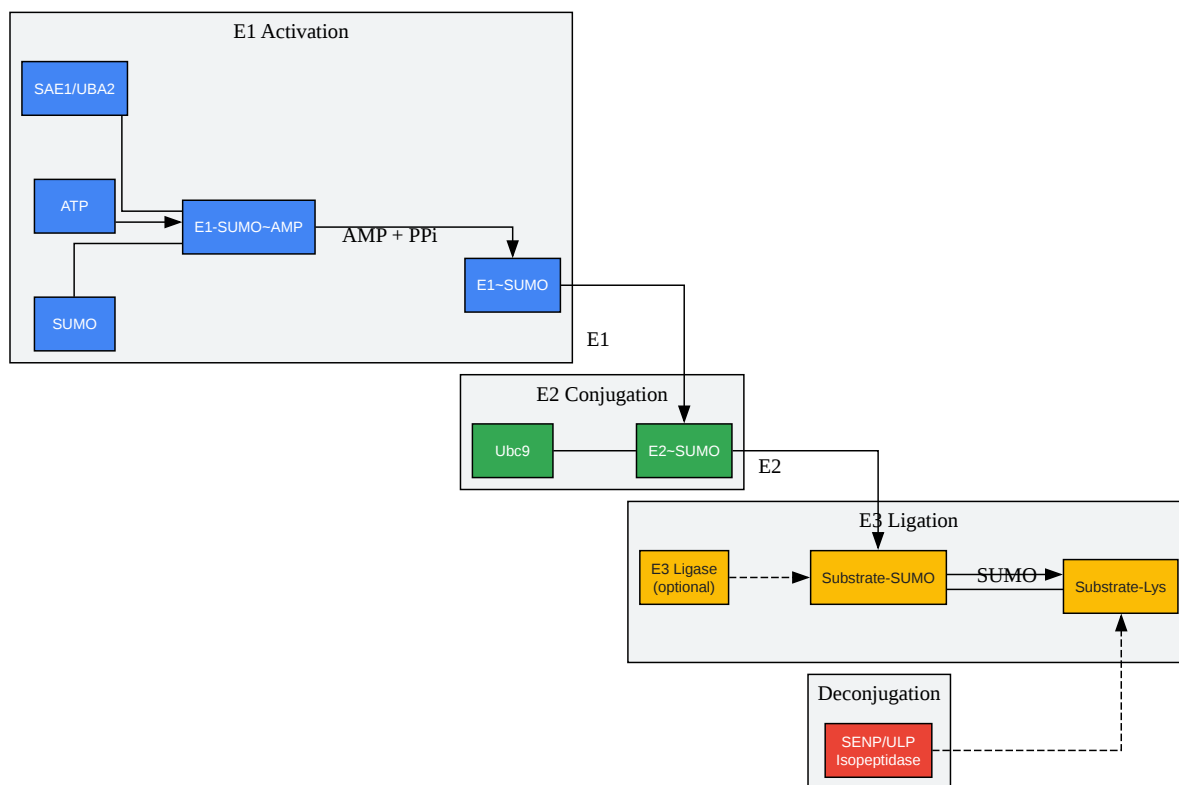 E1 Activation
SAE1/UBA2
ATP
E1-SUMO~AMP
AMP + PPi
E1~SUMO
SUMO
E1
E2 Conjugation
Ubc9
E2~SUMO
E2
E3 Ligation
E3 Ligase
(optional)
Substrate-SUMO
SUMO
Substrate-Lys
Deconjugation
SENP/ULP
Isopeptidase